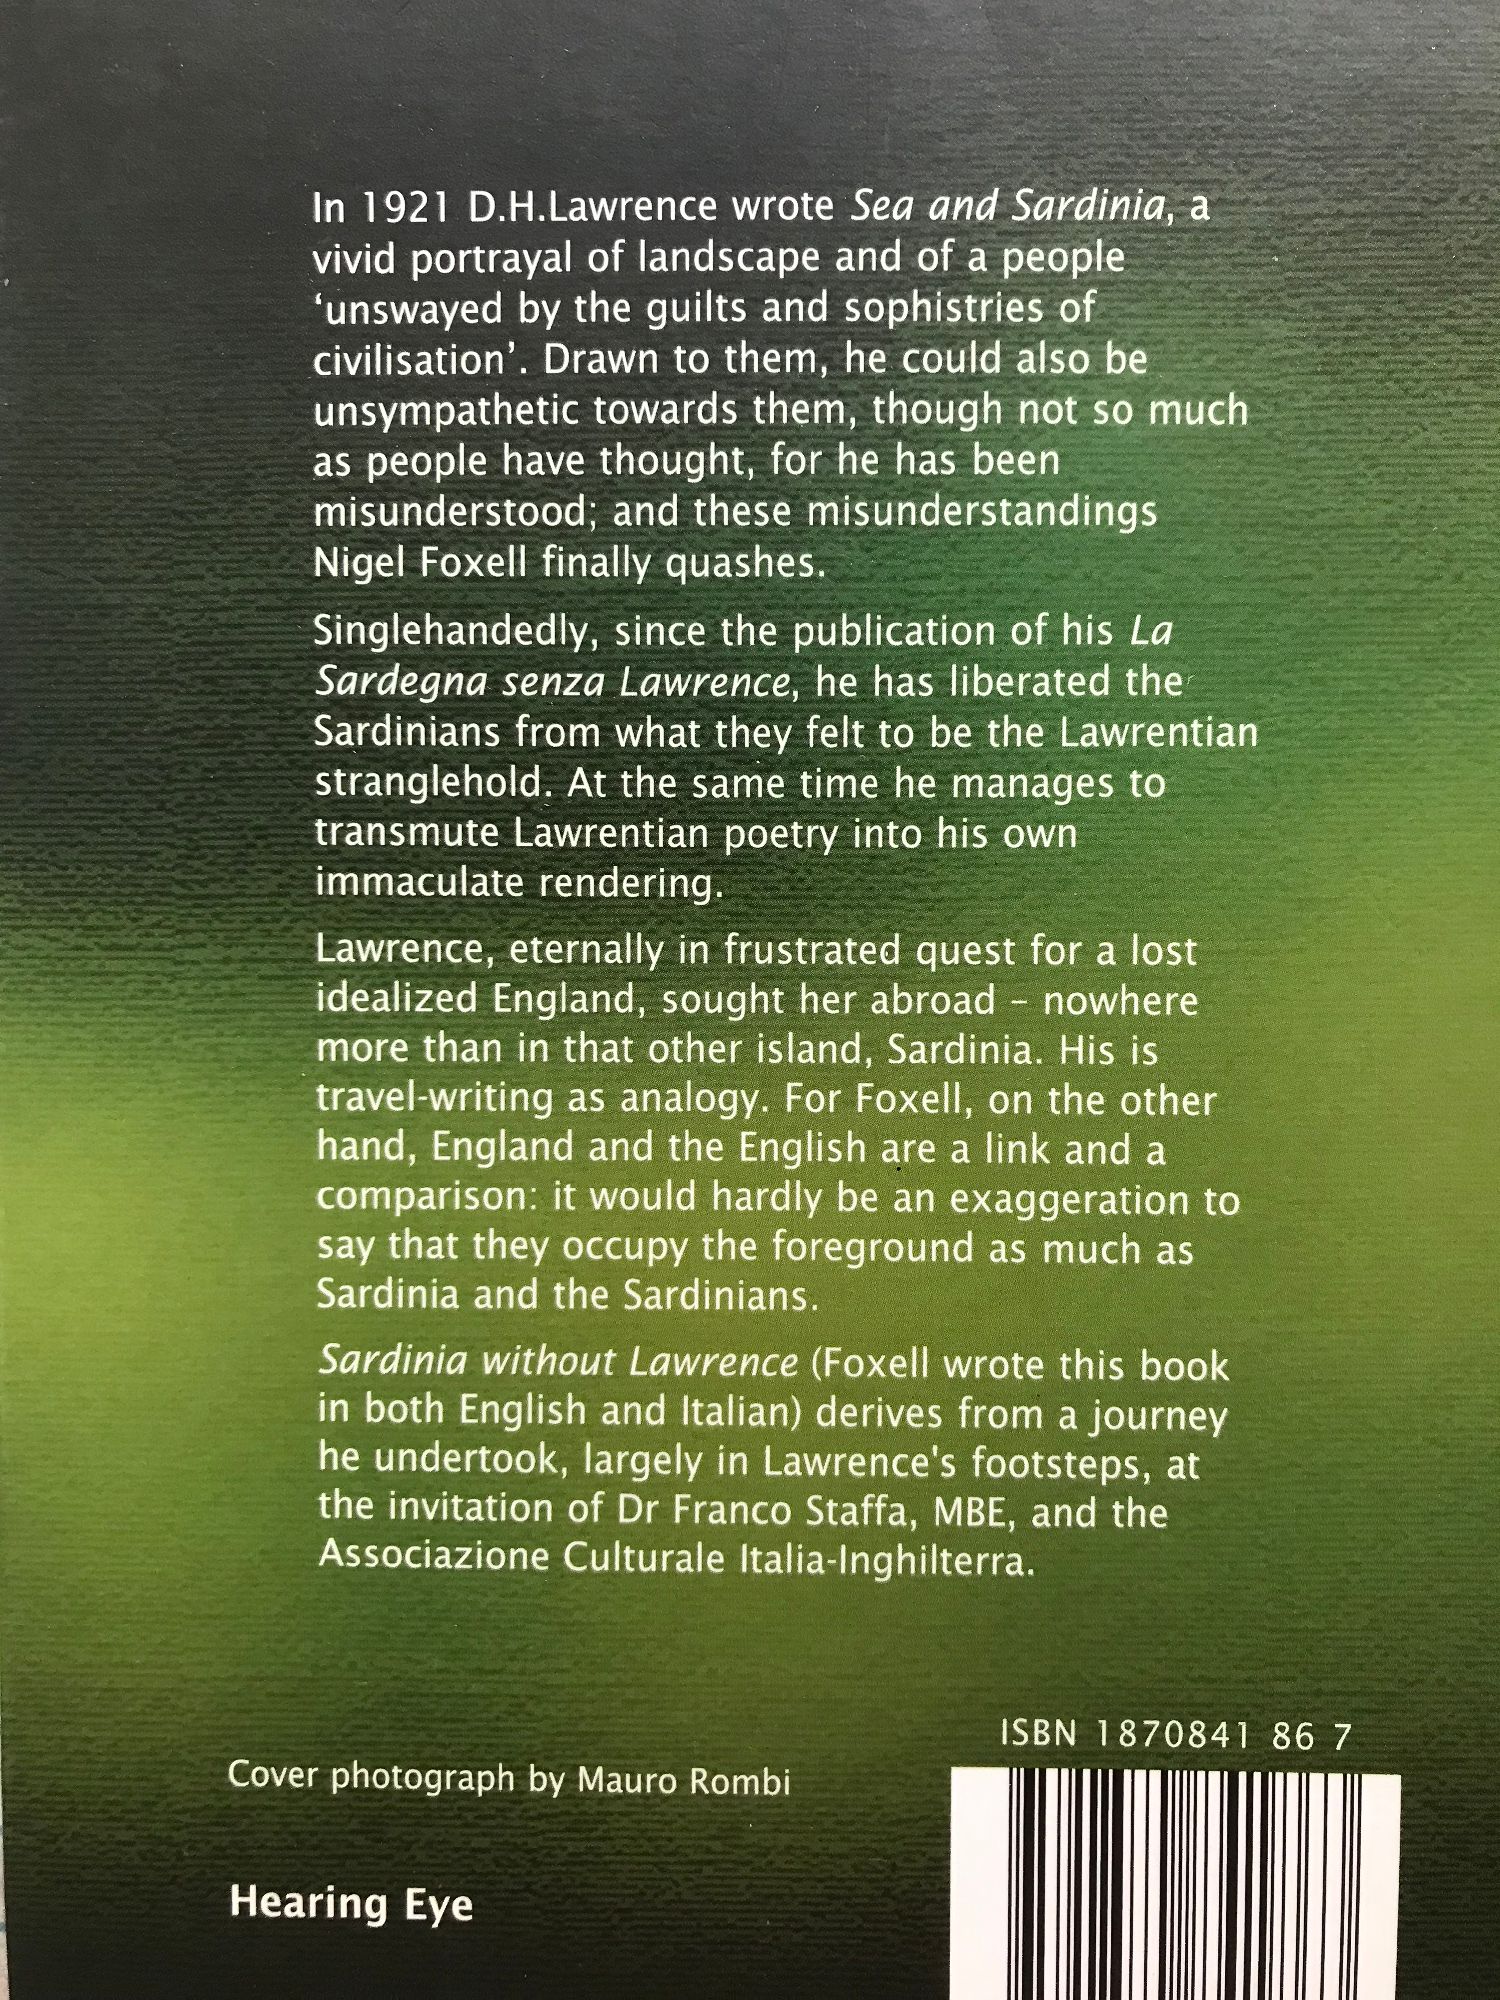 In 1921 D.H.Lawrence wrote Sea and Sardinia, a
vivid portrayal of landscape and of a people
‘unswayed by the guilts and sophistries of
civilisation’. Drawn to them, he could also be
unsympathetic towards them, though not so much
as people have thought, for he has been
misunderstood; and these misunderstandings
Nigel Foxell finally quashes.
Singlehandedly, since the publication of his La
Sardegna senza Lawrence, he has liberated the
Sardinians from what they felt to be the Lawrentian
stranglehold. At the same time he manages to
transmute Lawrentian poetry into his own
immaculate rendering.
Lawrence, eternally in frustrated quest for a lost
idealized England, sought her abroad – nowhere
more than in that other island, Sardinia. His is
travel-writing as analogy. For Foxell, on the other
hand, England and the English are a link and a
comparison: it would hardly be an exaggeration to
say that they occupy the foreground as much as
Sardinia and the Sardinians.
Sardinia without Lawrence (Foxell wrote this book
in both English and Italian) derives from a journey
he undertook, largely in Lawrence's footsteps, at
the invitation of Dr Franco Staffa, MBE, and the
Associazione Culturale Italia-Inghilterra.
ISBN 1870841 86 7
Cover photograph by Mauro Rombi
Hearing Eye